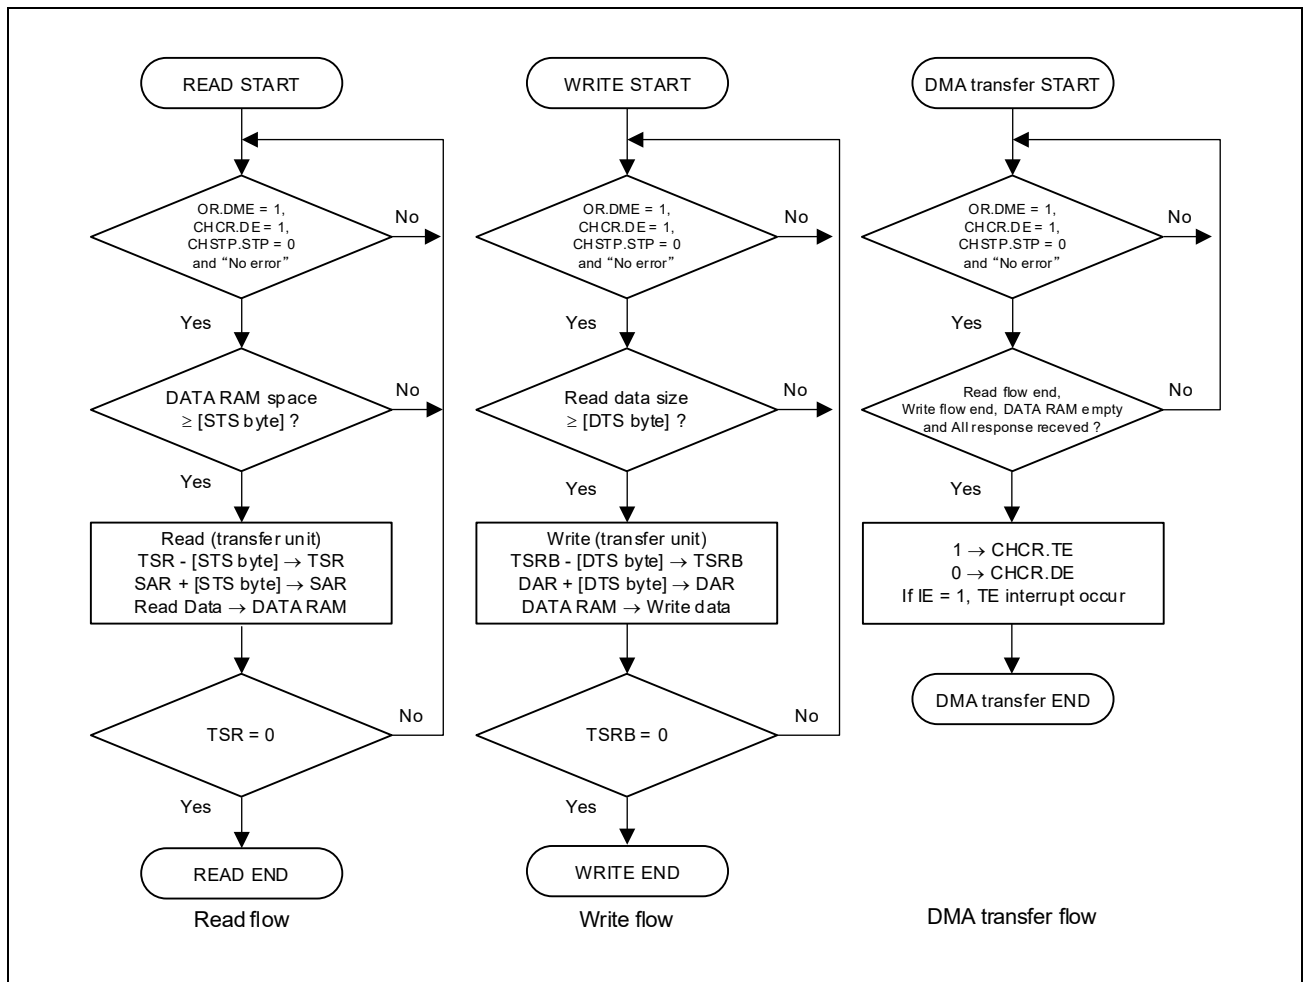 READ START
OR.DME = 1,
CHCR.DE = 1,
CHSTP.STP = 0
and “No error”
No
Yes
DATA RAM space
≥ [STS byte] ?
No
Yes
Read (transfer unit)
TSR - [STS byte] → TSR
SAR + [STS byte] → SAR
Read Data → DATA RAM
TSR = 0
No
Yes
READ END
Read flow
WRITE START
OR.DME = 1,
CHCR.DE = 1,
CHSTP.STP = 0
and “No error”
No
Yes
Read data size
≥ [DTS byte] ?
No
Yes
Write (transfer unit)
TSRB - [DTS byte] → TSRB
DAR + [DTS byte] → DAR
DATA RAM → Write data
TSRB = 0
No
Yes
WRITE END
Write flow
DMA transfer START
OR.DME = 1,
CHCR.DE = 1,
CHSTP.STP = 0
and “No error”
No
Yes
Read flow end,
Write flow end, DATA RAM empty
and All response receved ?
No
Yes
1 → CHCR.TE
0 → CHCR.DE
If IE = 1, TE interrupt occur
DMA transfer END
DMA transfer flow